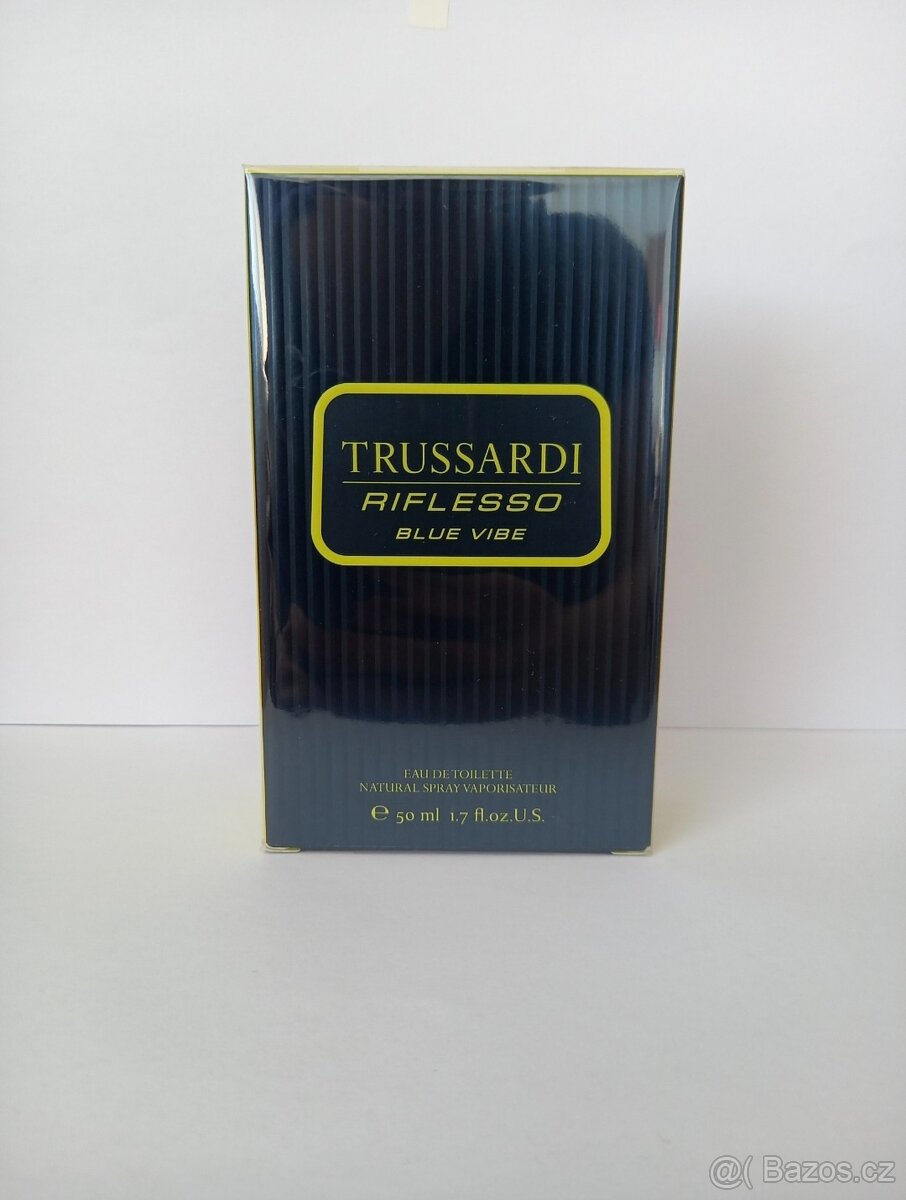 TRUSSARDI
RIFLESSO
BLUE VIBE
EAU DE TOILETTE
NATURAL SPRAY VAPORISATEUR
℮ 50 ml 1.7 fl.oz.U.S.
@( Bazos.cz